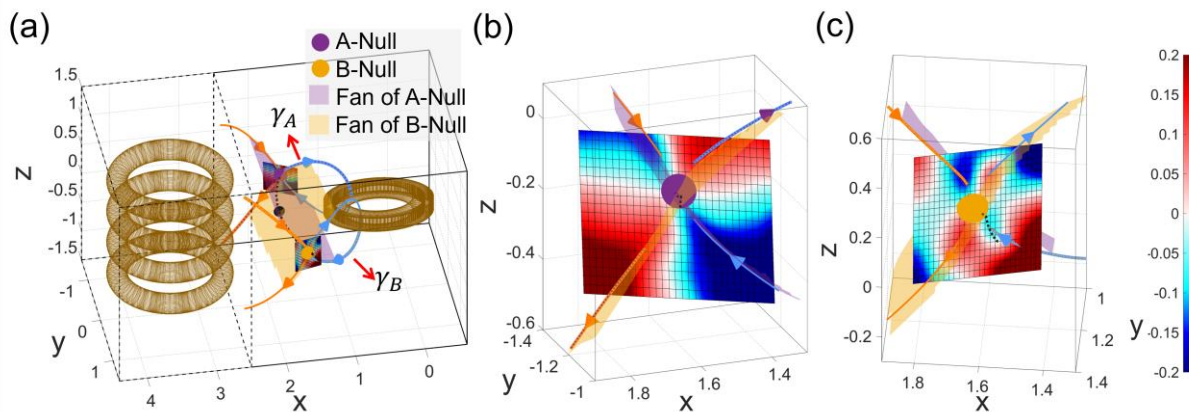 (a)
A-Null
B-Null
Fan of A-Null
Fan of B-Null
γA
γB
1.5
1
0.5
0
-0.5
-1
-1.5
z
-1
0
1
y
4
3
2
1
0
x
(b)
0
-0.2
-0.4
-0.6
z
-1.4
-1.2
-1
y
1.8
1.6
1.4
x
(c)
0.6
0.4
0.2
0
-0.2
z
1
1.2
1.4
y
1.8
1.6
1.4
x
0.2
0.15
0.1
0.05
0
-0.05
-0.1
-0.15
-0.2